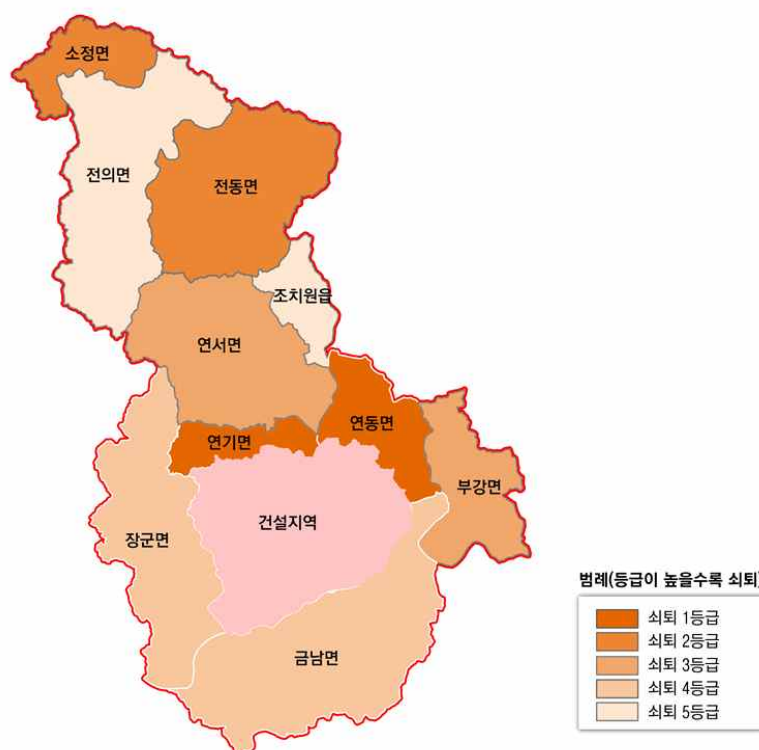 소정면
전의면
전동면
조치원읍
연서면
연기면
연동면
부강면
장군면
건설지역
금남면
범례(등급이 높을수록 쇠퇴)
쇠퇴 1등급
쇠퇴 2등급
쇠퇴 3등급
쇠퇴 4등급
쇠퇴 5등급